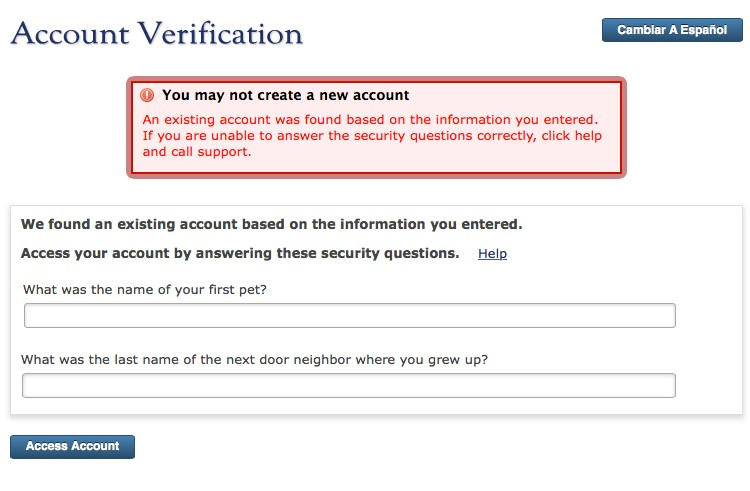 Account Verification
Cambiar A Español
You may not create a new account
An existing account was found based on the information you entered.
If you are unable to answer the security questions correctly, click help
and call support.
We found an existing account based on the information you entered.
Access your account by answering these security questions. Help
What was the name of your first pet?
What was the last name of the next door neighbor where you grew up?
Access Account